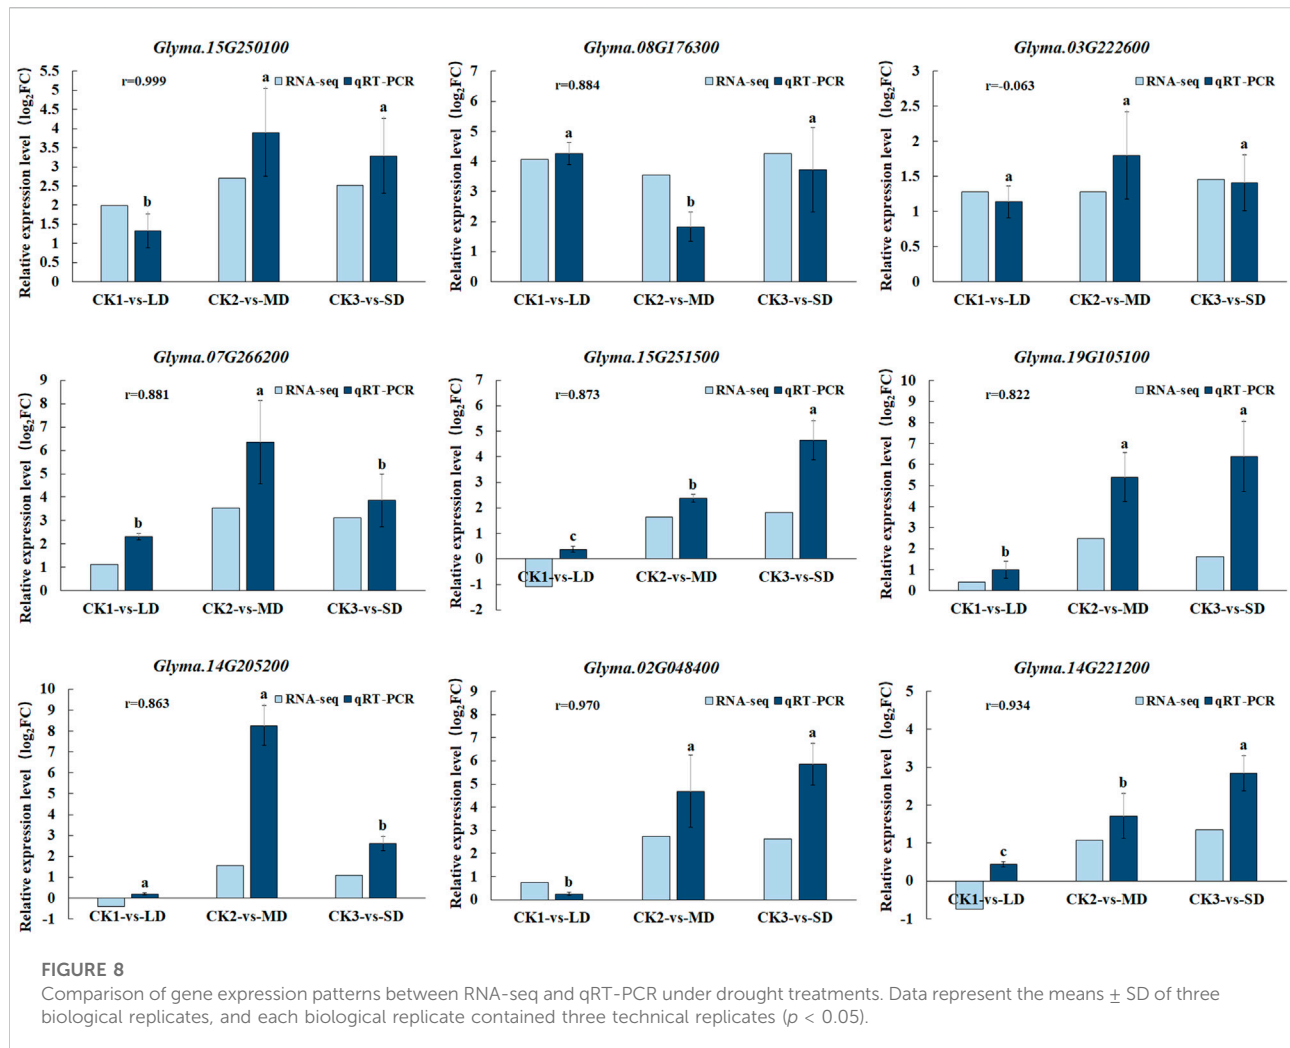 Glyma.15G250100
Relative expression level (log2FC)
5.5
5
4.5
4
3.5
3
2.5
2
1.5
1
0.5
0
r=0.999
RNA-seq qRT-PCR
b
a
a
CK1-vs-LD CK2-vs-MD CK3-vs-SD
Glyma.08G176300
Relative expression level (log2FC)
7
6
5
4
3
2
1
0
r=0.884
RNA-seq qRT-PCR
a
b
a
CK1-vs-LD CK2-vs-MD CK3-vs-SD
Glyma.03G222600
Relative expression level (log2FC)
3
2.5
2
1.5
1
0.5
0
r=-0.063
RNA-seq qRT-PCR
a
a
a
CK1-vs-LD CK2-vs-MD CK3-vs-SD
Glyma.07G266200
Relative expression level (log2FC)
9
8
7
6
5
4
3
2
1
0
r=0.881
RNA-seq qRT-PCR
b
a
b
CK1-vs-LD CK2-vs-MD CK3-vs-SD
Glyma.15G251500
Relative expression level (log2FC)
7
6
5
4
3
2
1
0
-1
-2
r=0.873
RNA-seq qRT-PCR
c
b
a
CK1-vs-LD CK2-vs-MD CK3-vs-SD
Glyma.19G105100
Relative expression level (log2FC)
10
9
8
7
6
5
4
3
2
1
0
r=0.822
RNA-seq qRT-PCR
b
a
a
CK1-vs-LD CK2-vs-MD CK3-vs-SD
Glyma.14G205200
Relative expression level (log2FC)
10
9
8
7
6
5
4
3
2
1
0
-1
r=0.863
RNA-seq qRT-PCR
a
a
b
CK1-vs-LD CK2-vs-MD CK3-vs-SD
Glyma.02G048400
Relative expression level (log2FC)
9
8
7
6
5
4
3
2
1
0
r=0.970
RNA-seq qRT-PCR
b
a
a
CK1-vs-LD CK2-vs-MD CK3-vs-SD
Glyma.14G221200
Relative expression level (log2FC)
5
4
3
2
1
0
-1
r=0.934
RNA-seq qRT-PCR
c
b
a
CK1-vs-LD CK2-vs-MD CK3-vs-SD
FIGURE 8
Comparison of gene expression patterns between RNA-seq and qRT-PCR under drought treatments. Data represent the means ± SD of three
biological replicates, and each biological replicate contained three technical replicates (p < 0.05).